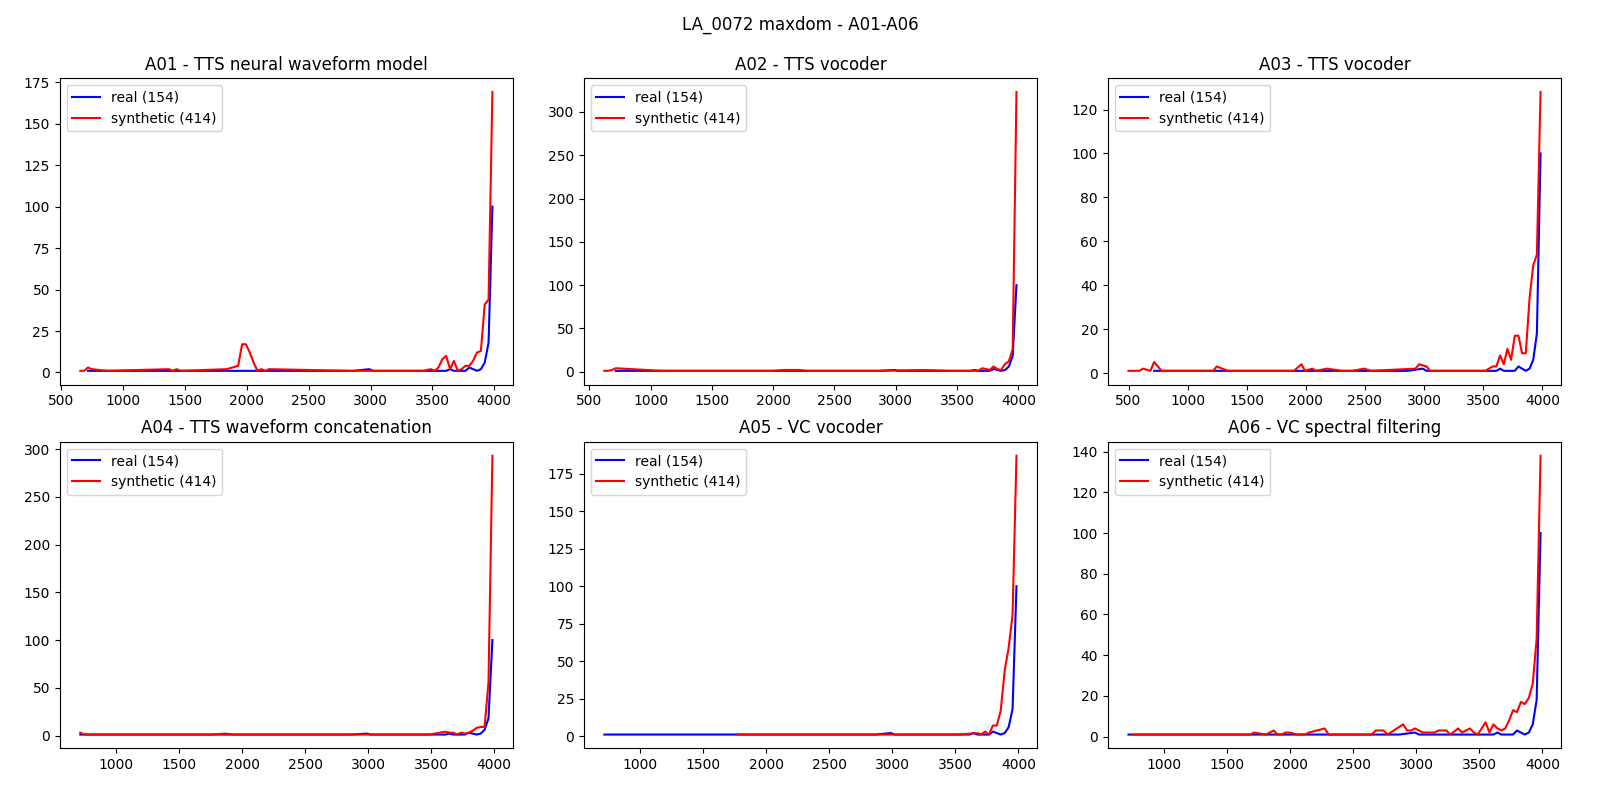 LA_0072 maxdom - A01-A06
A01 - TTS neural waveform model
175
150
125
100
75
50
25
0
real (154)
synthetic (414)
500 1000 1500 2000 2500 3000 3500 4000
A02 - TTS vocoder
300
250
200
150
100
50
0
real (154)
synthetic (414)
500 1000 1500 2000 2500 3000 3500 4000
A03 - TTS vocoder
120
100
80
60
40
20
0
real (154)
synthetic (414)
500 1000 1500 2000 2500 3000 3500 4000
A04 - TTS waveform concatenation
300
250
200
150
100
50
0
real (154)
synthetic (414)
1000 1500 2000 2500 3000 3500 4000
A05 - VC vocoder
175
150
125
100
75
50
25
0
real (154)
synthetic (414)
1000 1500 2000 2500 3000 3500 4000
A06 - VC spectral filtering
140
120
100
80
60
40
20
0
real (154)
synthetic (414)
1000 1500 2000 2500 3000 3500 4000